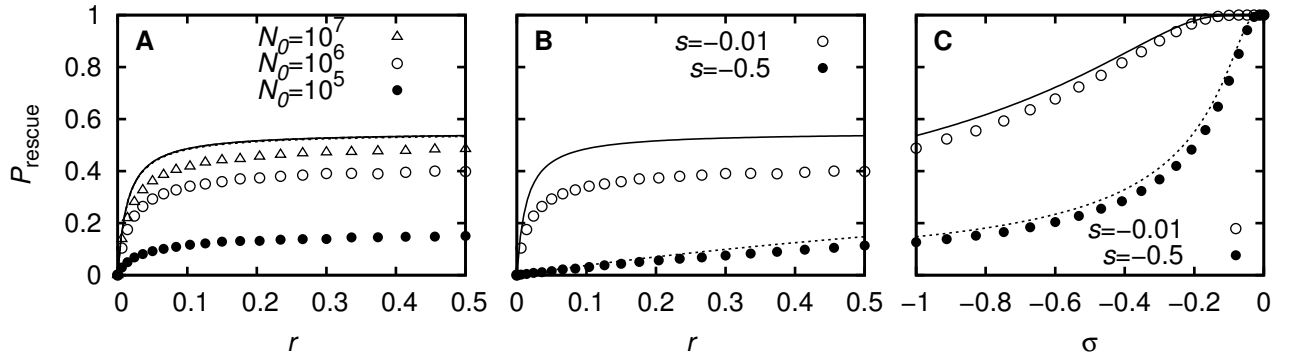 P_rescue
1
0.8
0.6
0.4
0.2
0
A
N_0=10^7
N_0=10^6
N_0=10^5
0 0.1 0.2 0.3 0.4 0.5
r
B
s=−0.01
s=−0.5
0 0.1 0.2 0.3 0.4 0.5
r
C
s=−0.01
s=−0.5
−1 −0.8 −0.6 −0.4 −0.2 0
σ